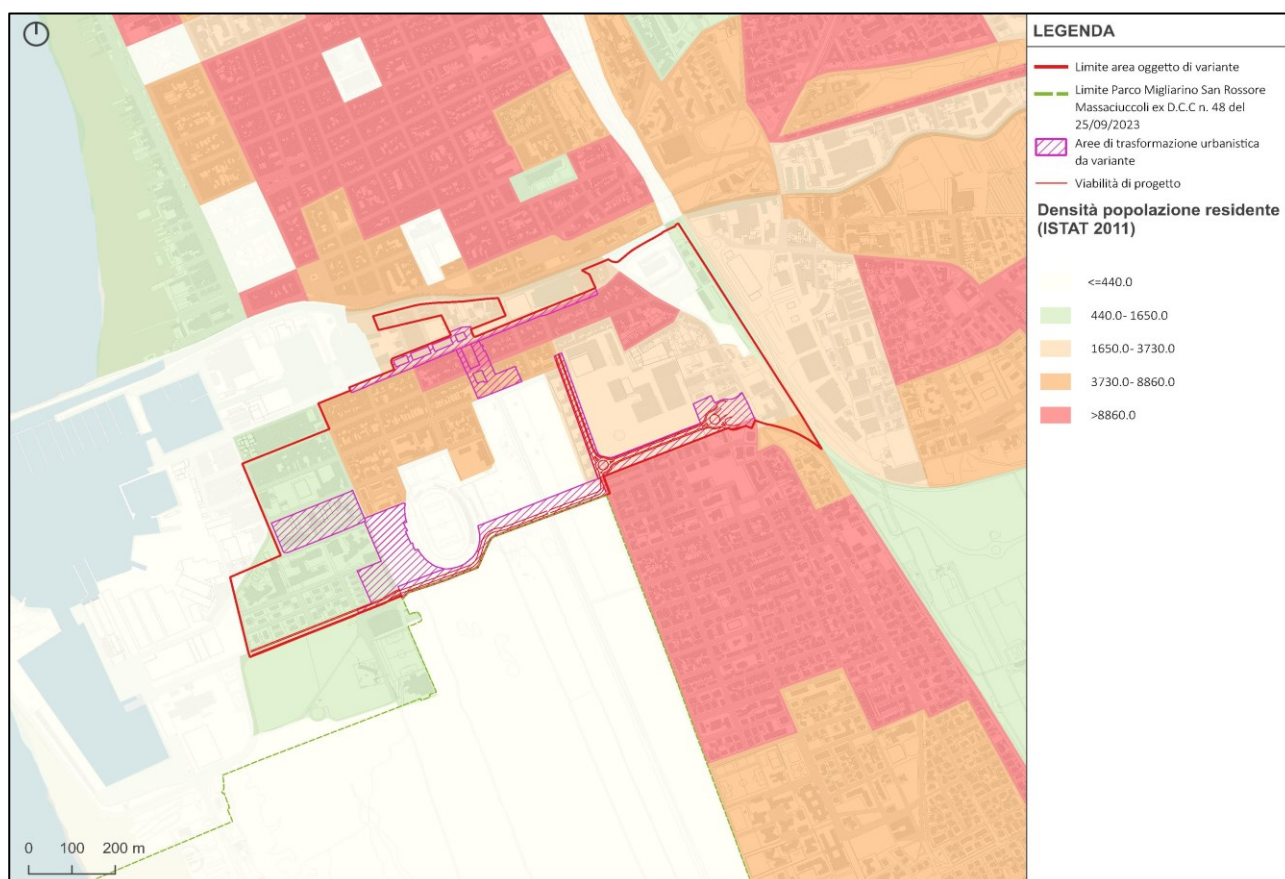 LEGENDA
Limite area oggetto di variante
Limite Parco Migliarino San Rossore
Massaciuccoli ex D.C.C n. 48 del
25/09/2023
Aree di trasformazione urbanistica
da variante
Viabilità di progetto
Densità popolazione residente
(ISTAT 2011)
<=440.0
440.0- 1650.0
1650.0- 3730.0
3730.0- 8860.0
>8860.0
0 100 200 m